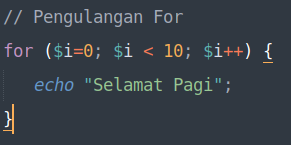 // Pengulangan For
for ($i=0; $i < 10; $i++) {
    echo "Selamat Pagi";
}